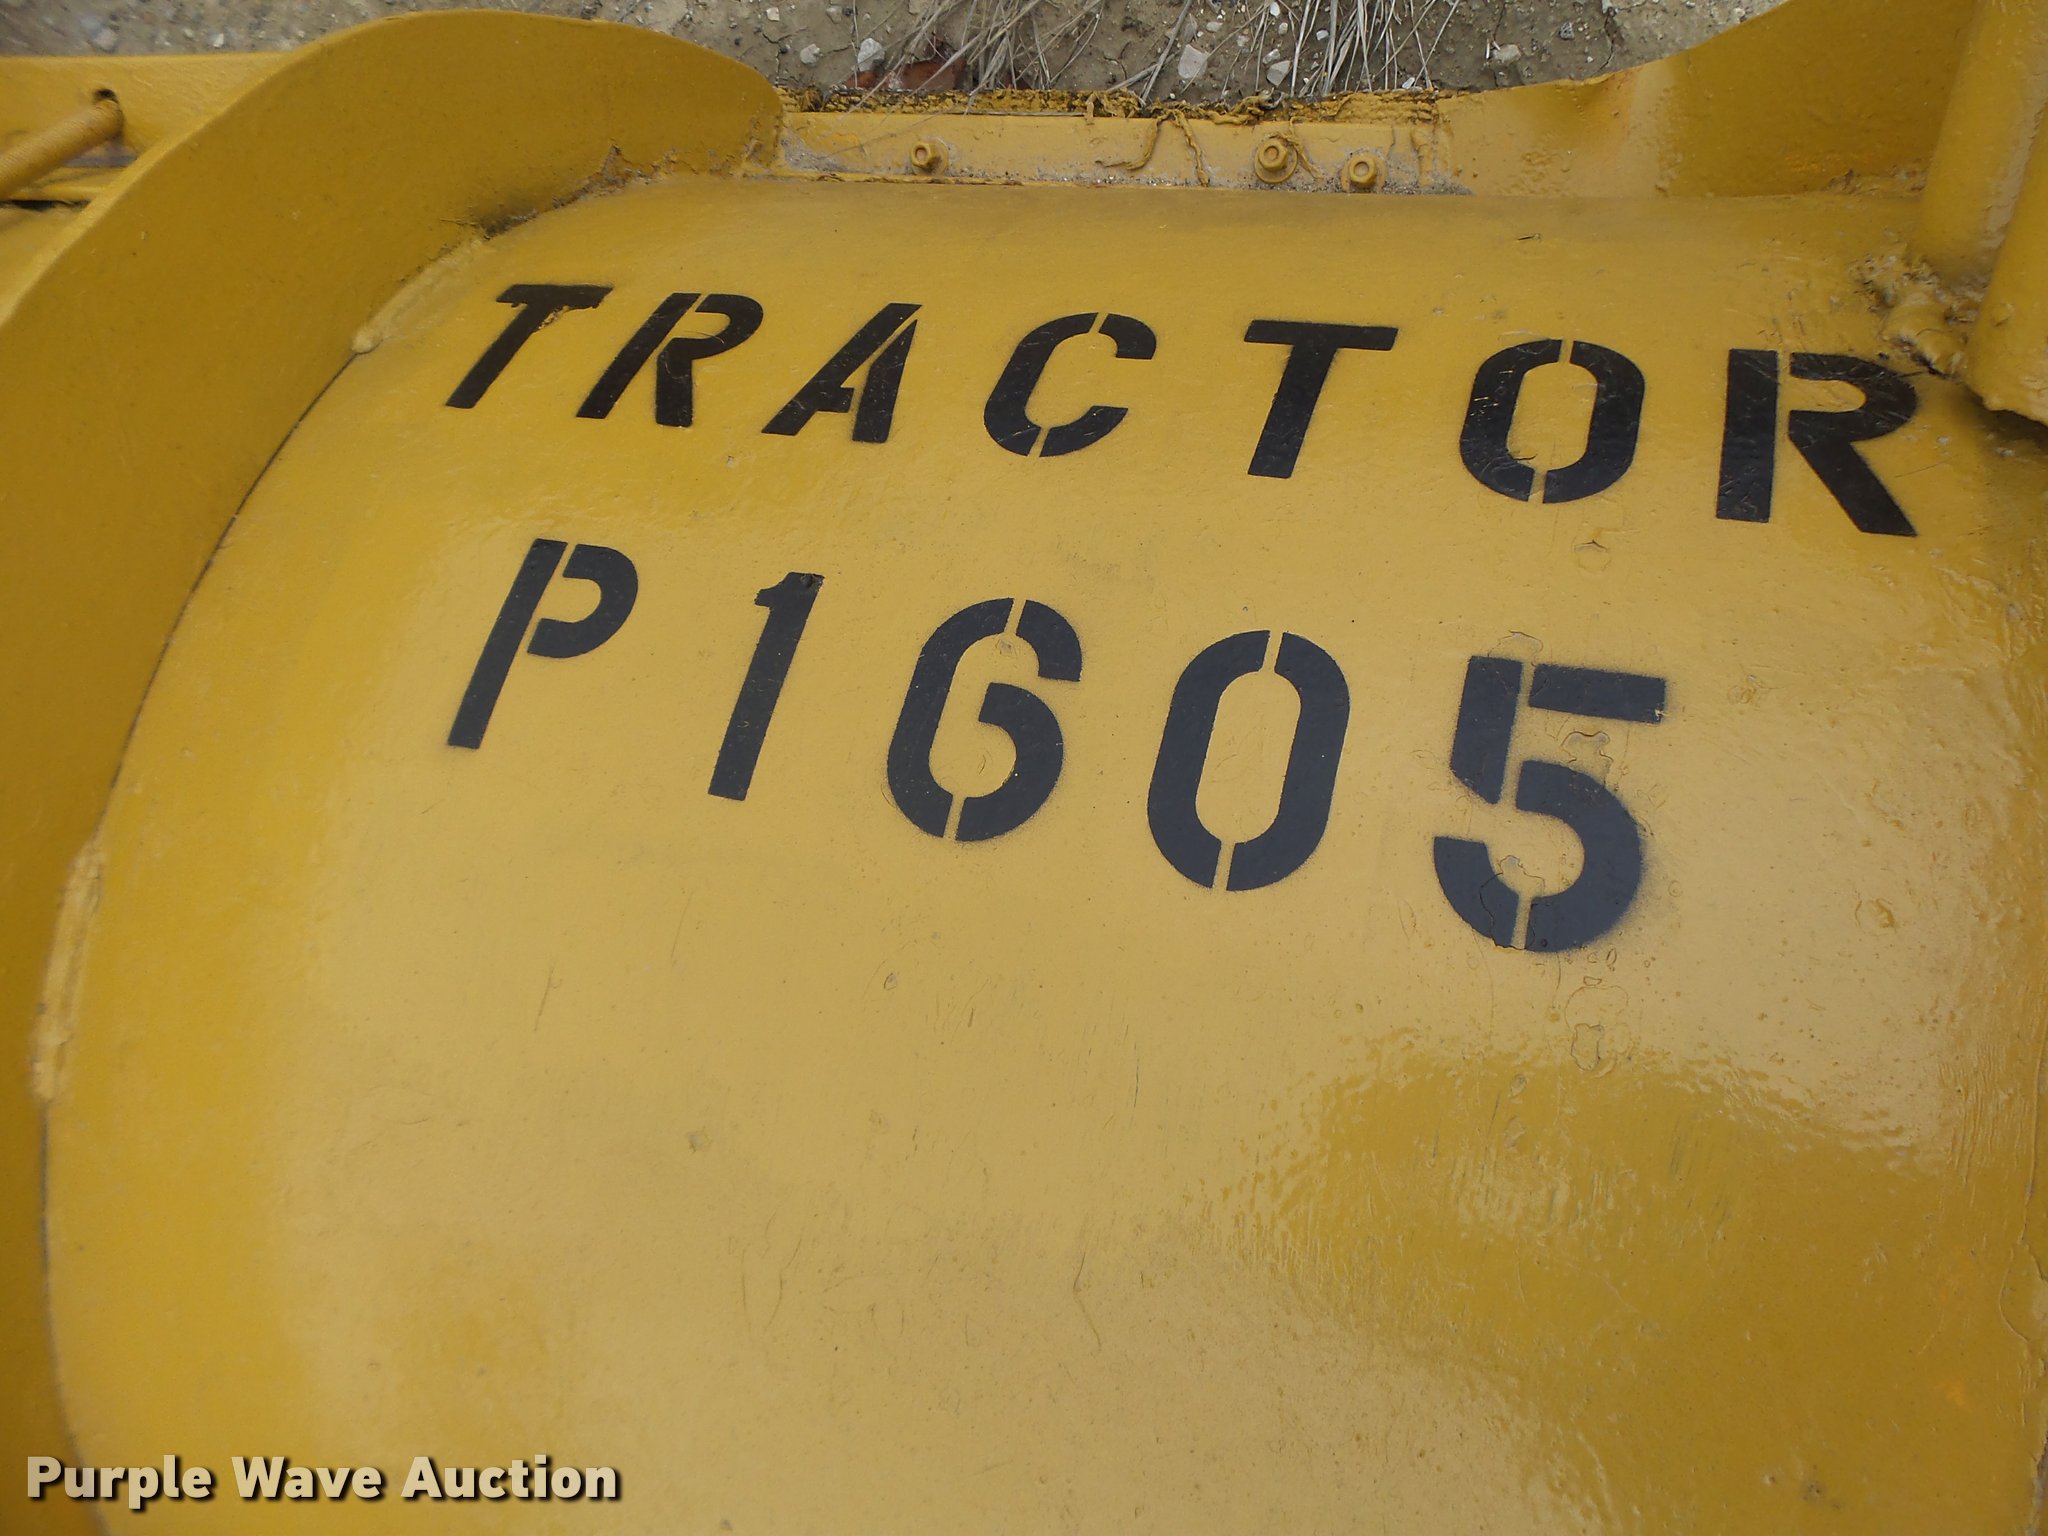 TRACTOR
P1605
Purple Wave Auction